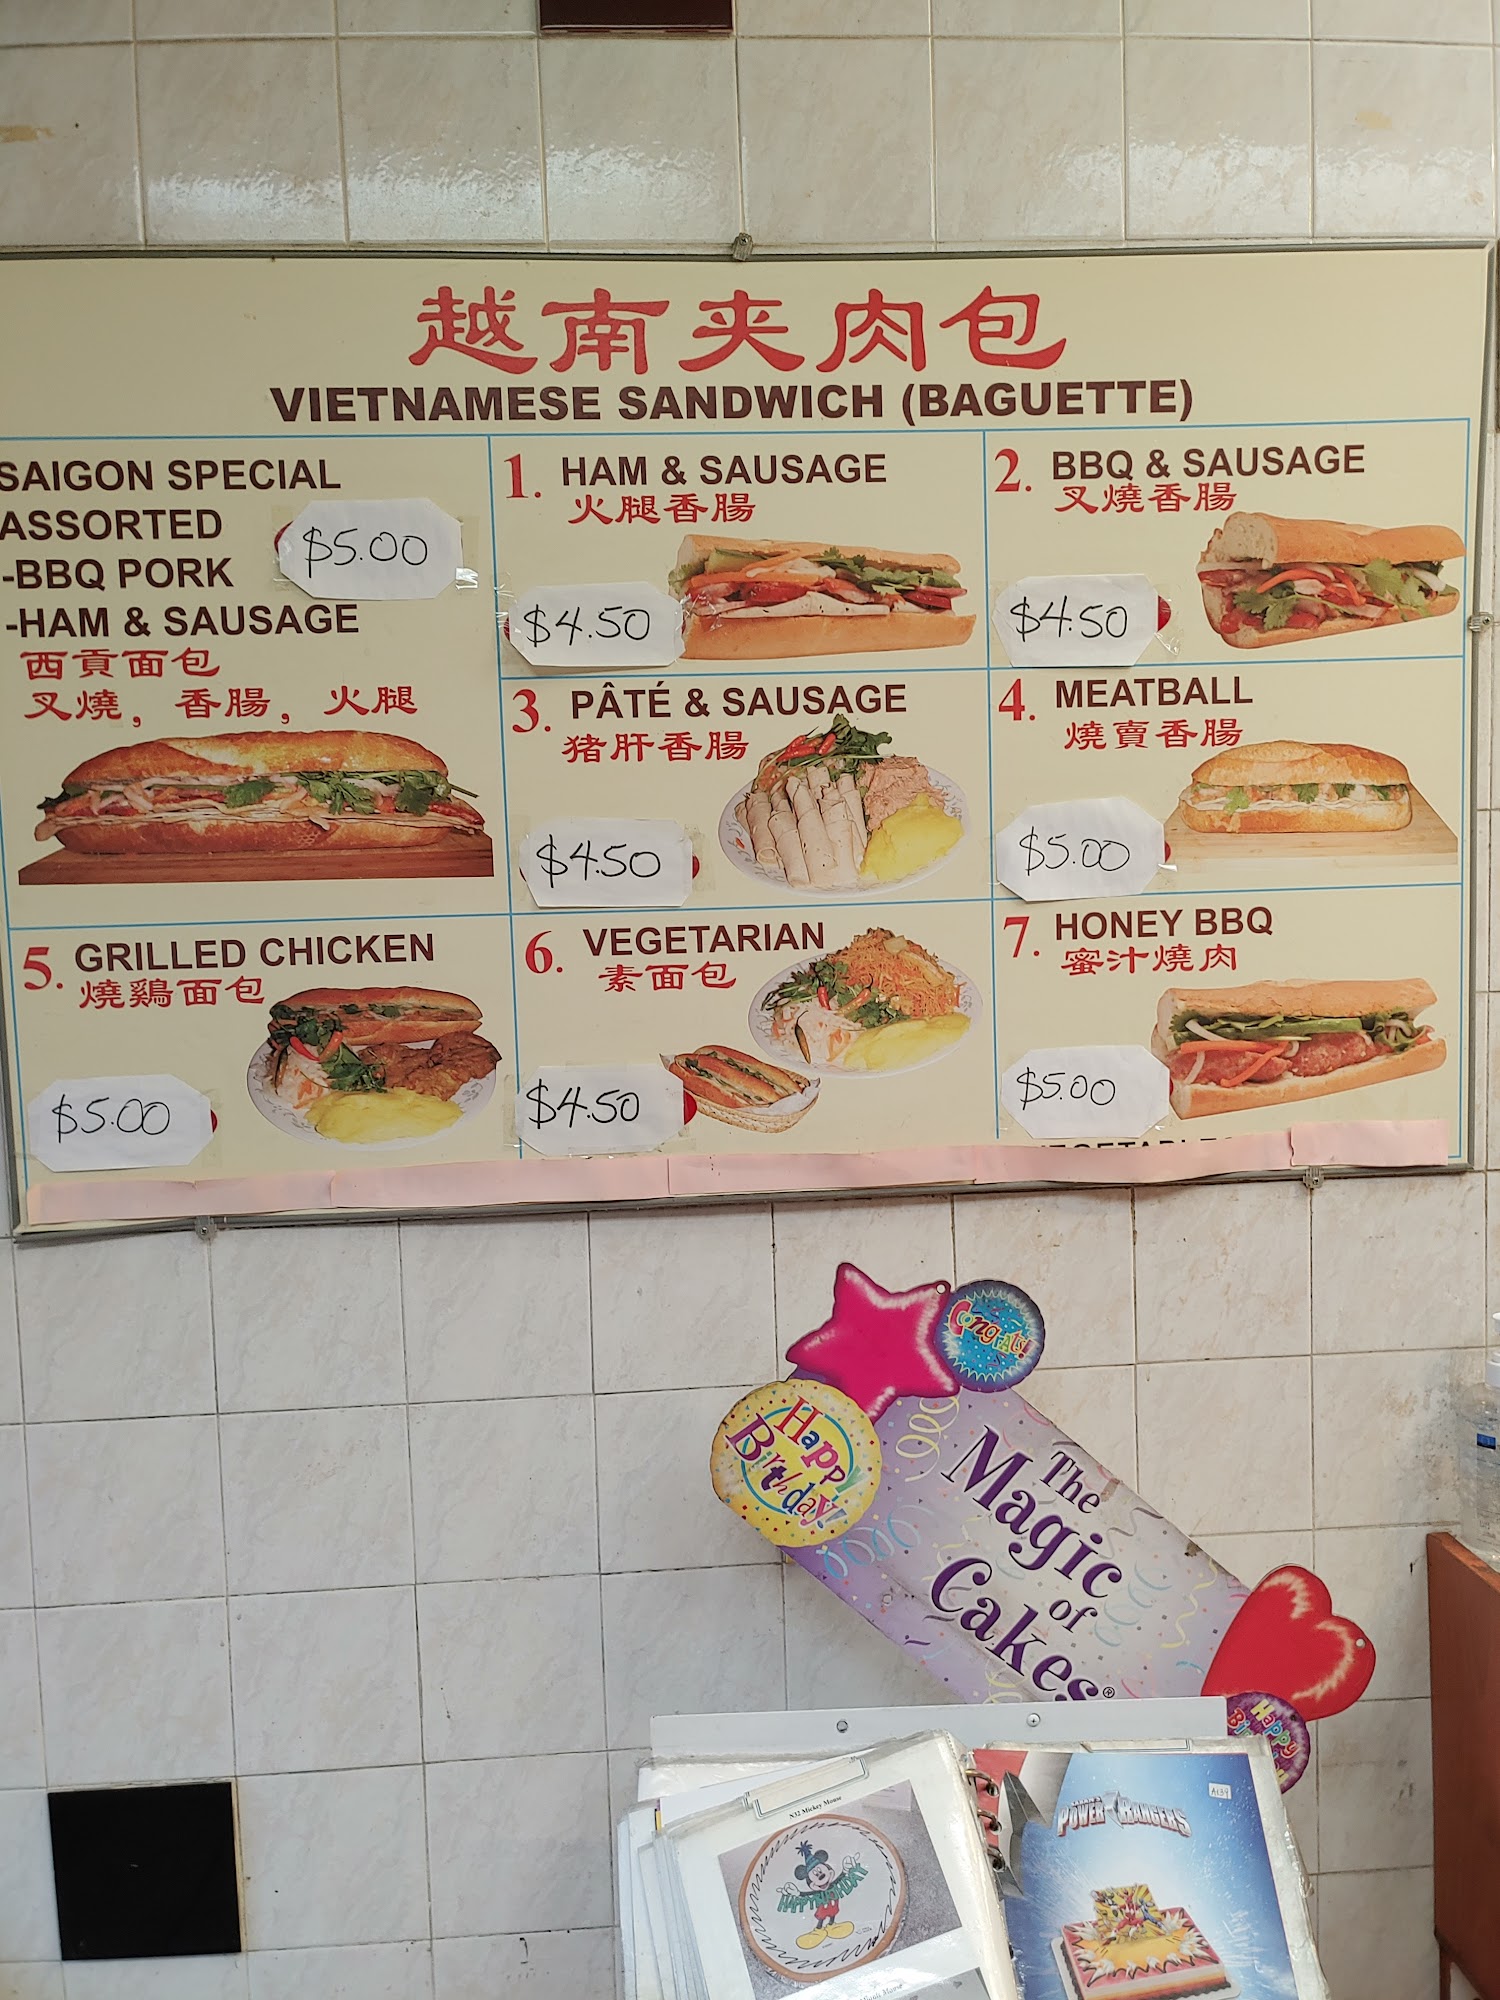 越南夹肉包
VIETNAMESE SANDWICH (BAGUETTE)
SAIGON SPECIAL
ASSORTED
-BBQ PORK
-HAM & SAUSAGE
西貢面包
叉燒, 香腸, 火腿
$5.00
1. HAM & SAUSAGE
火腿香腸
$4.50
2. BBQ & SAUSAGE
叉燒香腸
$4.50
3. PÂTÉ & SAUSAGE
猪肝香腸
$4.50
4. MEATBALL
燒賣香腸
$5.00
5. GRILLED CHICKEN
燒鷄面包
$5.00
6. VEGETARIAN
素面包
$4.50
7. HONEY BBQ
蜜汁燒肉
$5.00
Congrats!
Happy
Birthday!
The
Magic
of
Cakes®
Happy
N32 Mickey Mouse
HAPPY BIRTHDAY
POWER RANGERS
A134